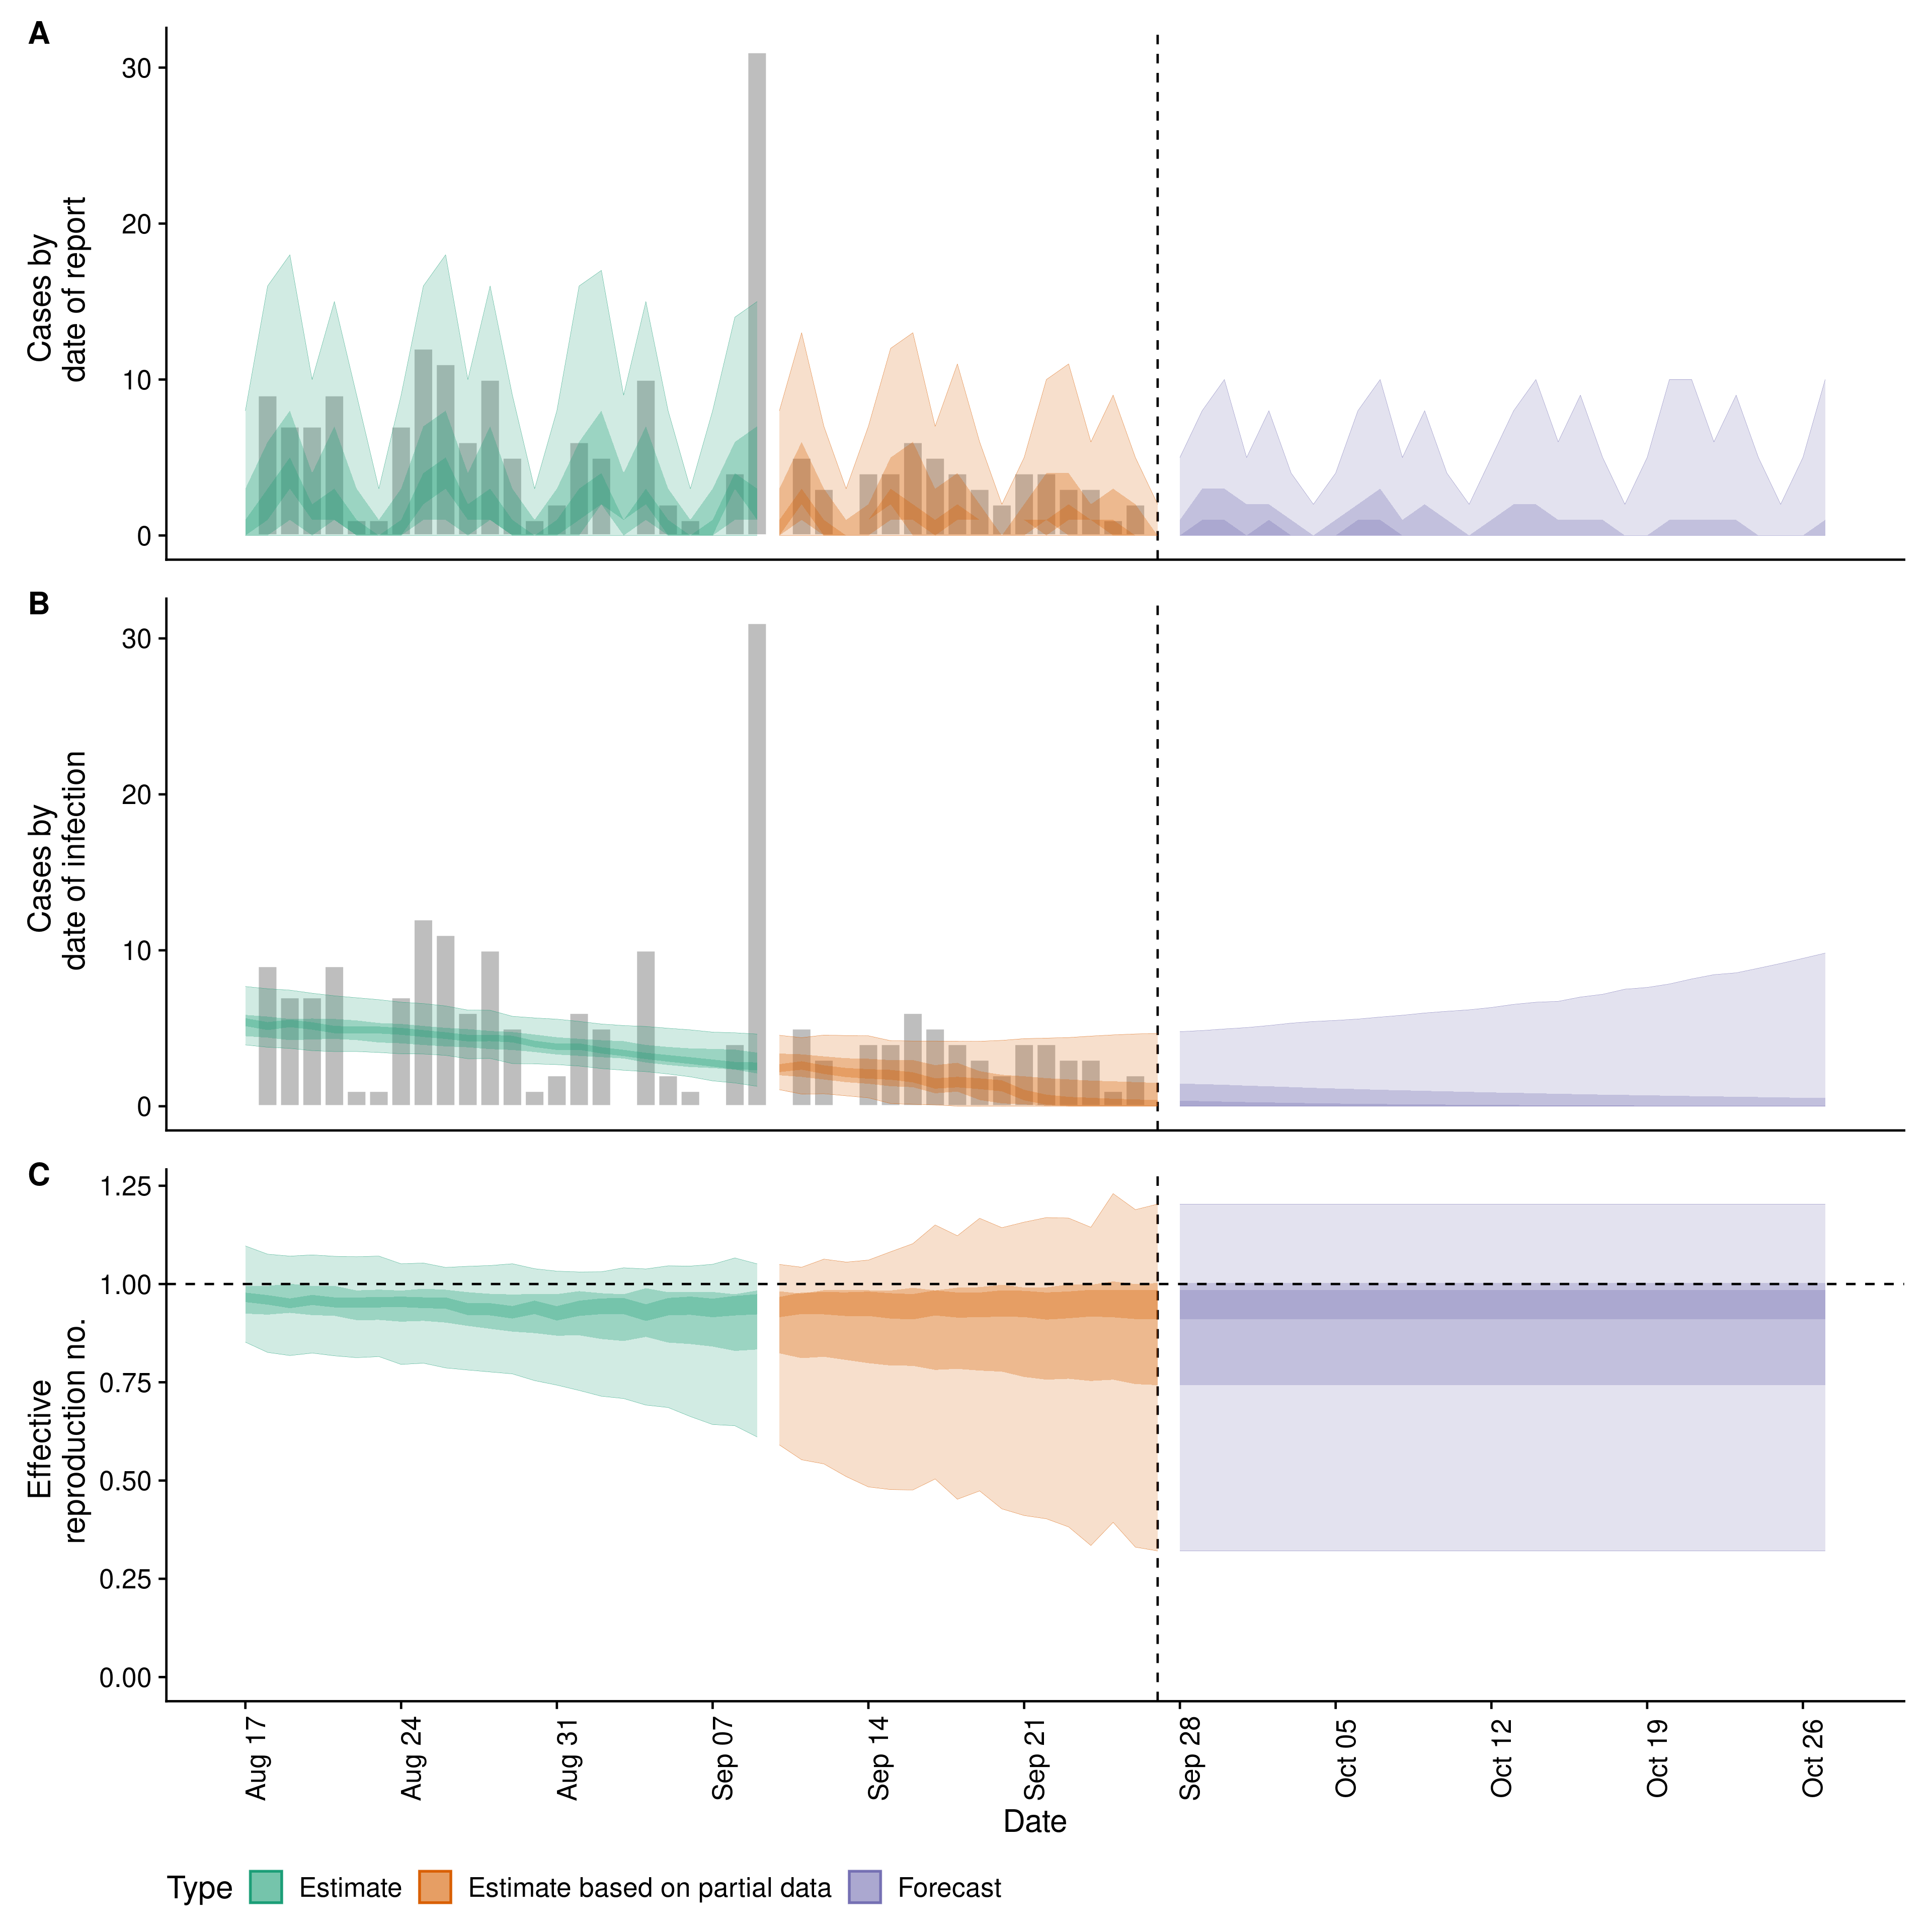 A
30
20
10
0
Cases by
date of report
B
30
20
10
0
Cases by
date of infection
C
1.25
1.00
0.75
0.50
0.25
0.00
Effective
reproduction no.
Aug 17
Aug 24
Aug 31
Sep 07
Sep 14
Sep 21
Sep 28
Oct 05
Oct 12
Oct 19
Oct 26
Date
Type Estimate Estimate based on partial data Forecast